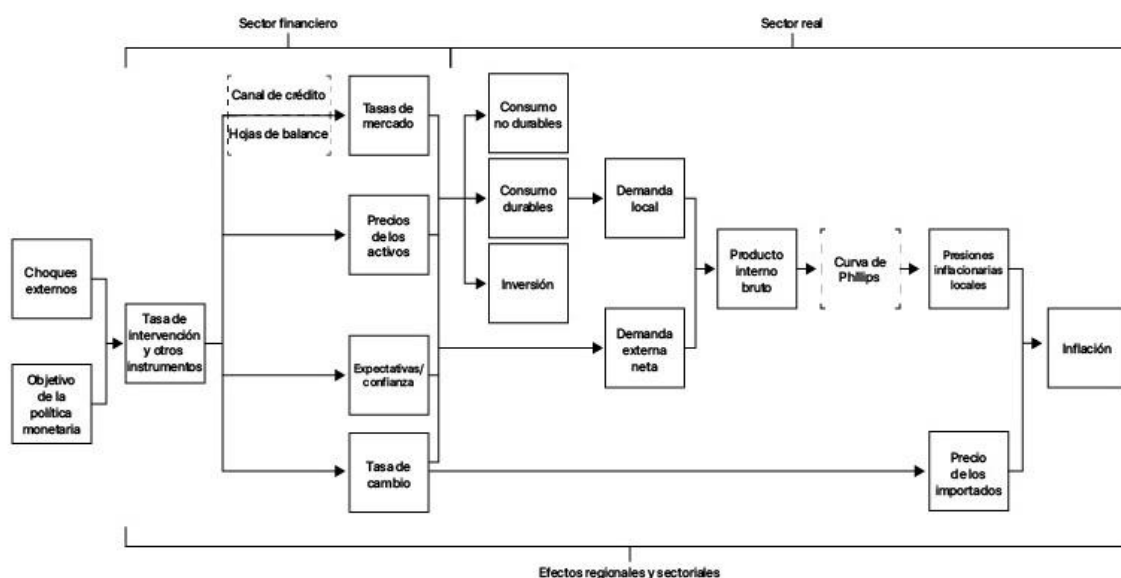 Sector financiero
Sector real
Canal de crédito
Hojas de balance
Tasas de
mercado
Consumo
no durables
Precios
de los
activos
Consumo
durables
Demanda
local
Choques
externos
Inversión
Producto
interno
bruto
Curva de
Phillips
Presiones
inflacionarias
locales
Tasa de
intervención
y otros
instrumentos
Expectativas/
confianza
Demanda
externa
neta
Inflación
Objetivo
de la
política
monetaria
Tasa de
cambio
Precio
de los
importados
Efectos regionales y sectoriales